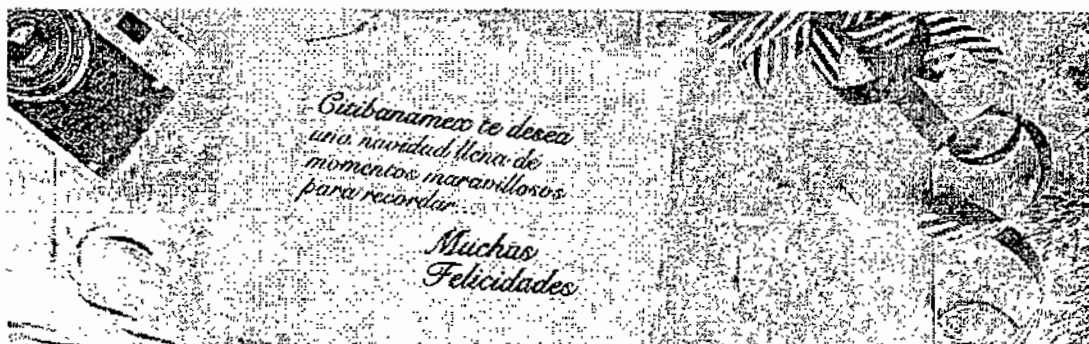 Citibanamex te desea
una navidad llena de
momentos maravillosos
para recordar...
Muchas
Felicidades